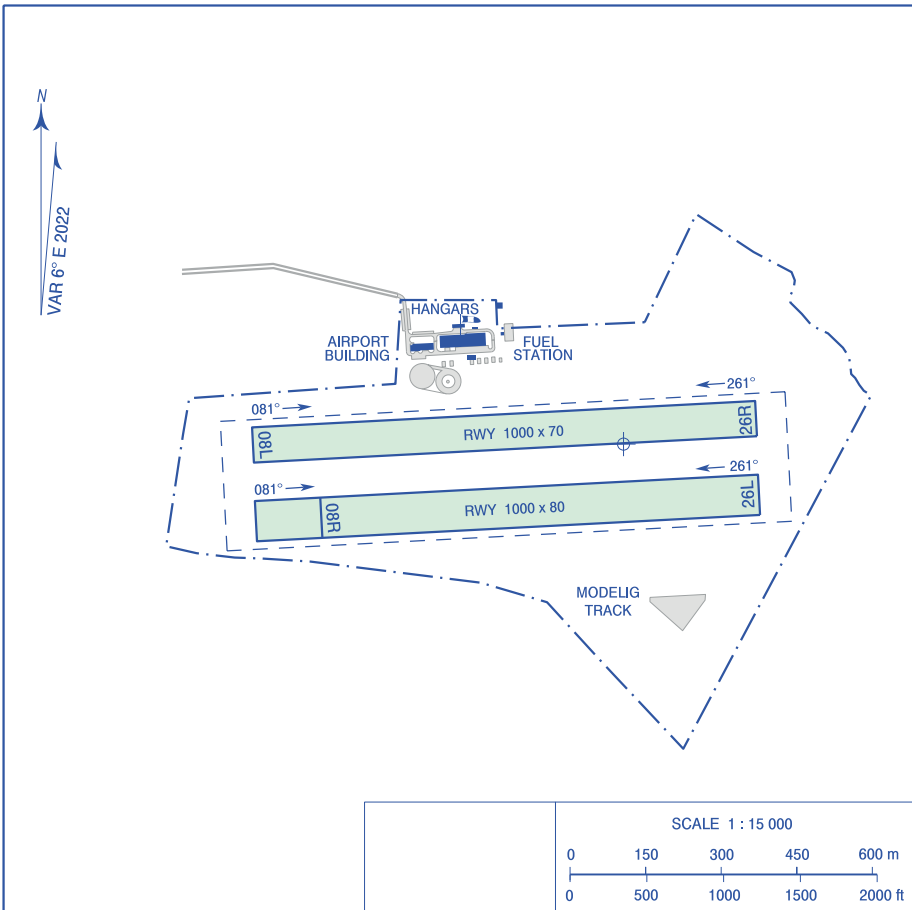 N
VAR 6° E 2022
HANGARS
AIRPORT
BUILDING
FUEL
STATION
261°
081°
08L
RWY 1000 x 70
26R
261°
081°
08R
RWY 1000 x 80
26L
MODELIG
TRACK
SCALE 1 : 15 000
0 150 300 450 600 m
0 500 1000 1500 2000 ft